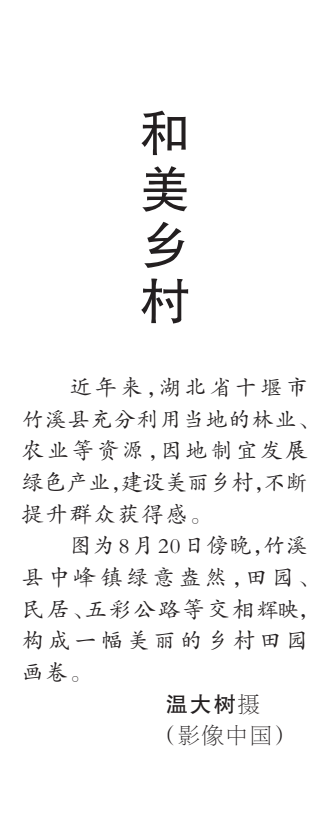 和美乡村
近年来,湖北省十堰市
竹溪县充分利用当地的林业、
农业等资源,因地制宜发展
绿色产业,建设美丽乡村,不断
提升群众获得感。
图为8月20日傍晚,竹溪
县中峰镇绿意盎然,田园、
民居、五彩公路等交相辉映,
构成一幅美丽的乡村田园
画卷。
温大树摄
(影像中国)